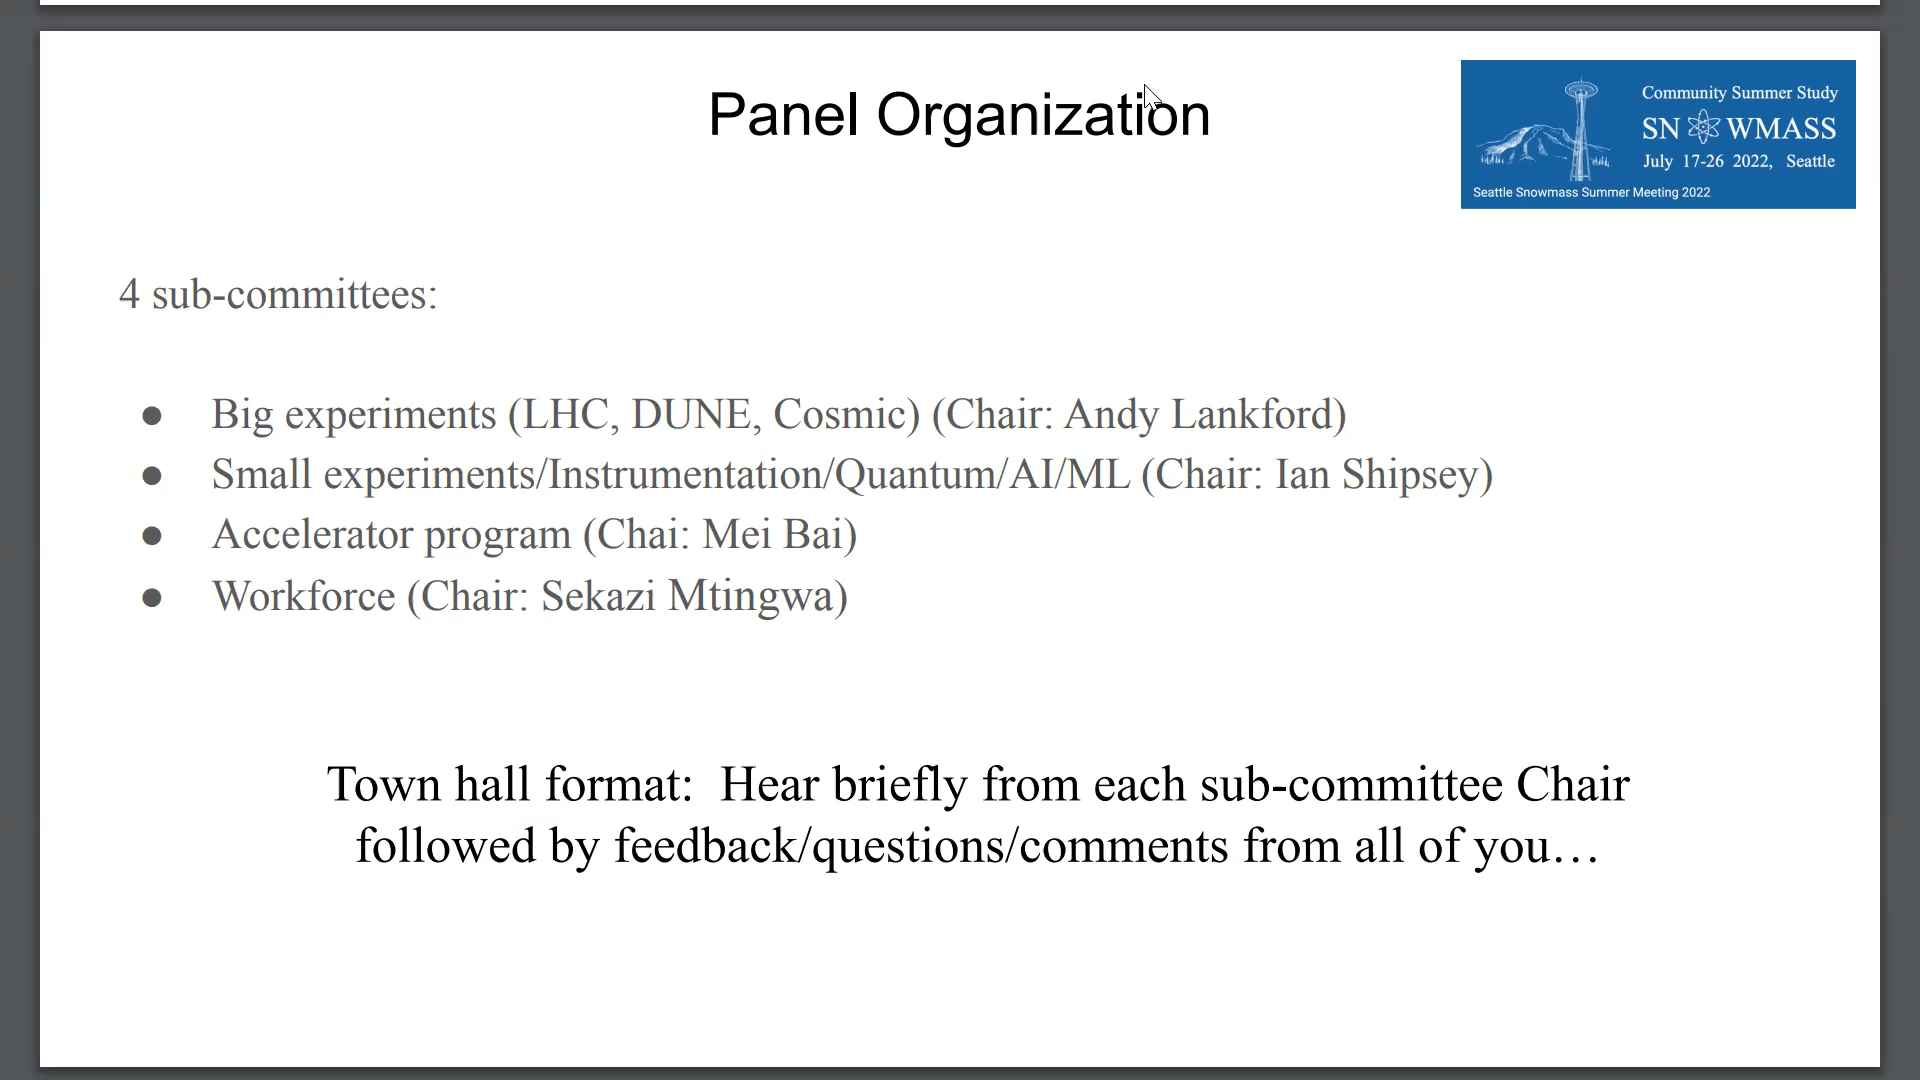 Panel Organization
Community Summer Study
SNOWMASS
July 17-26 2022, Seattle
Seattle Snowmass Summer Meeting 2022
4 sub-committees:
● Big experiments (LHC, DUNE, Cosmic) (Chair: Andy Lankford)
● Small experiments/Instrumentation/Quantum/AI/ML (Chair: Ian Shipsey)
● Accelerator program (Chai: Mei Bai)
● Workforce (Chair: Sekazi Mtingwa)
Town hall format:  Hear briefly from each sub-committee Chair
followed by feedback/questions/comments from all of you…